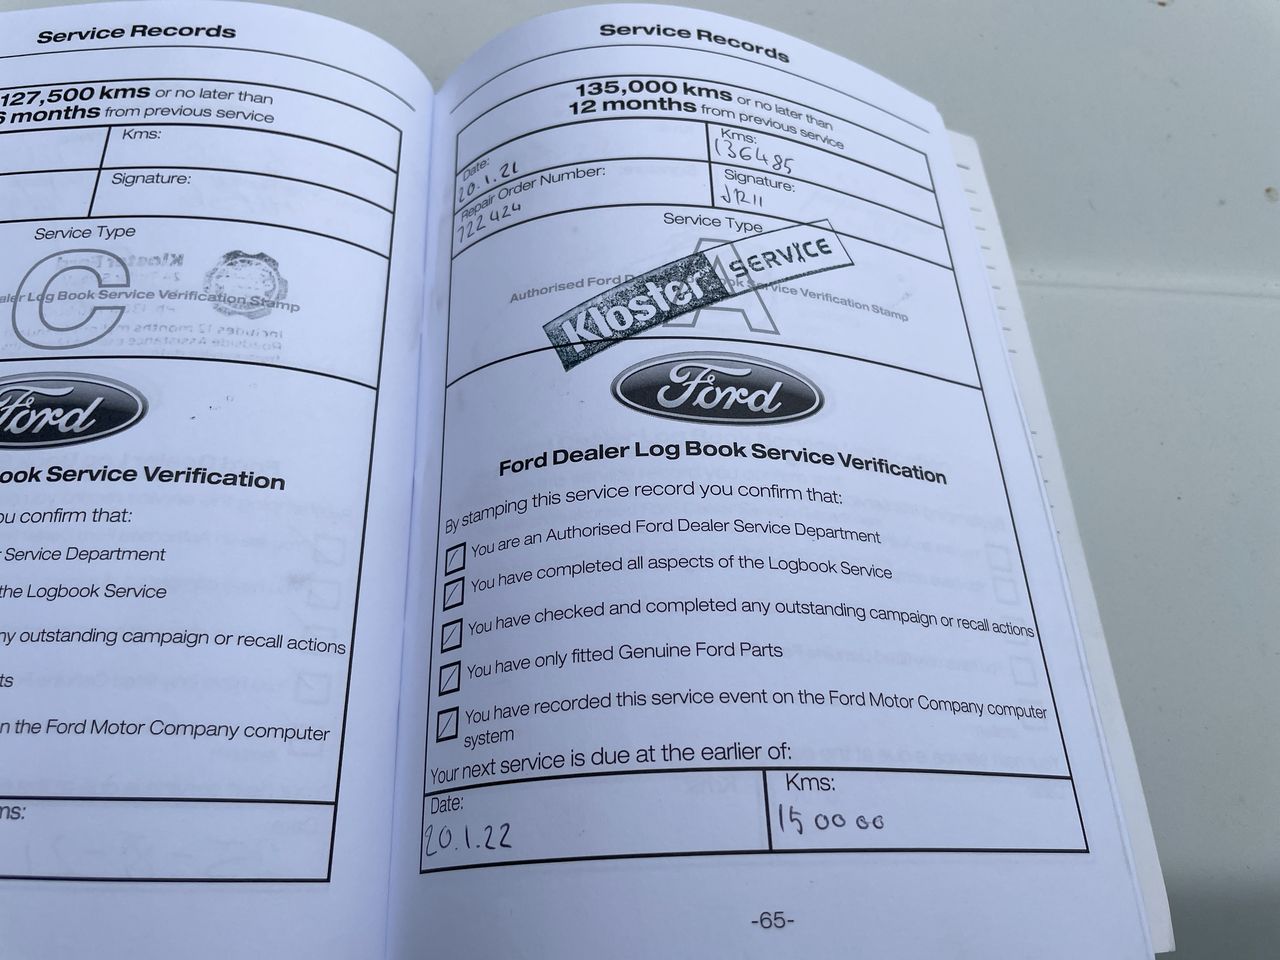 Service Records
127,500 kms or no later than
6 months from previous service
Kms:
Signature:
Service Type
C
aler Log Book Service Verification Stamp
Ford
ook Service Verification
ou confirm that:
r Service Department
the Logbook Service
ny outstanding campaign or recall actions
ts
n the Ford Motor Company computer
ms:
Service Records
135,000 kms or no later than
12 months from previous service
Date:
20.1.21
Kms:
136485
Repair Order Number:
722424
Signature:
Service Type
A
Authorised Ford
Service Verification Stamp
Kloster SERVICE
Ford
Ford Dealer Log Book Service Verification
By stamping this service record you confirm that:
You are an Authorised Ford Dealer Service Department
You have completed all aspects of the Logbook Service
You have checked and completed any outstanding campaign or recall actions
You have only fitted Genuine Ford Parts
You have recorded this service event on the Ford Motor Company computer
system
Your next service is due at the earlier of:
Date:
20.1.22
Kms:
150000
-65-